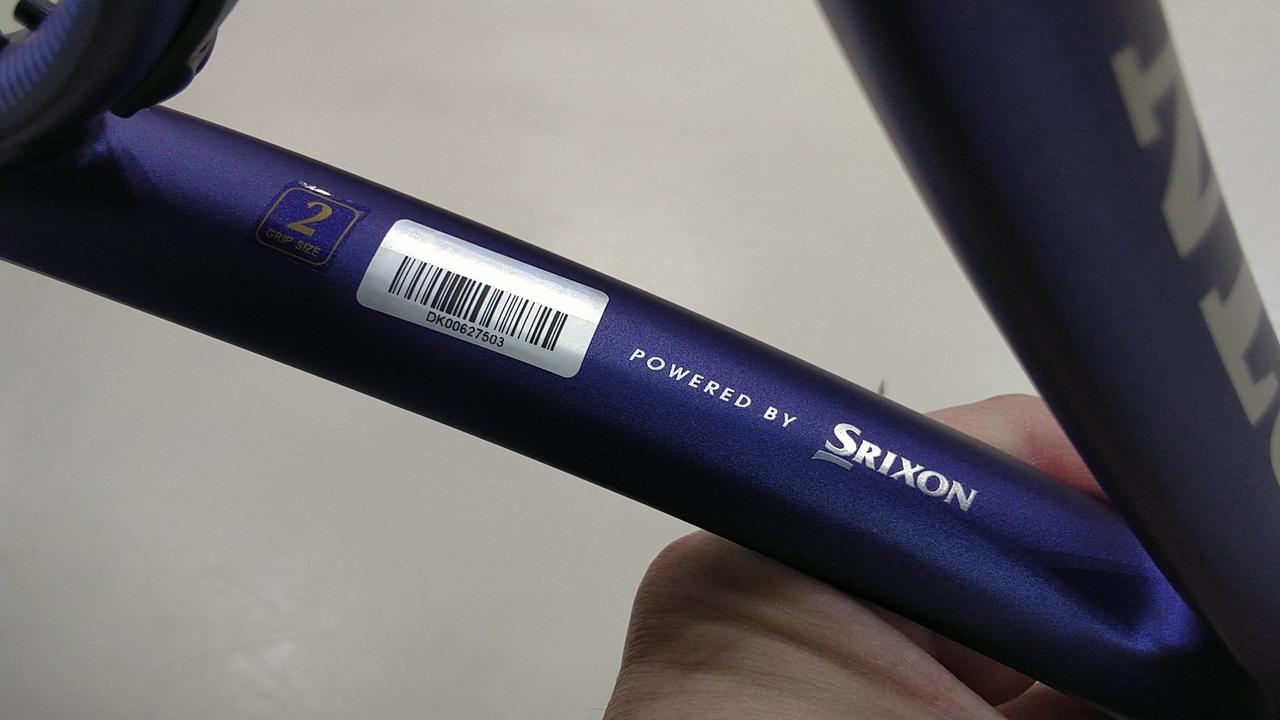 2
GRIP SIZE
DK00627503
POWERED BY
SRIXON